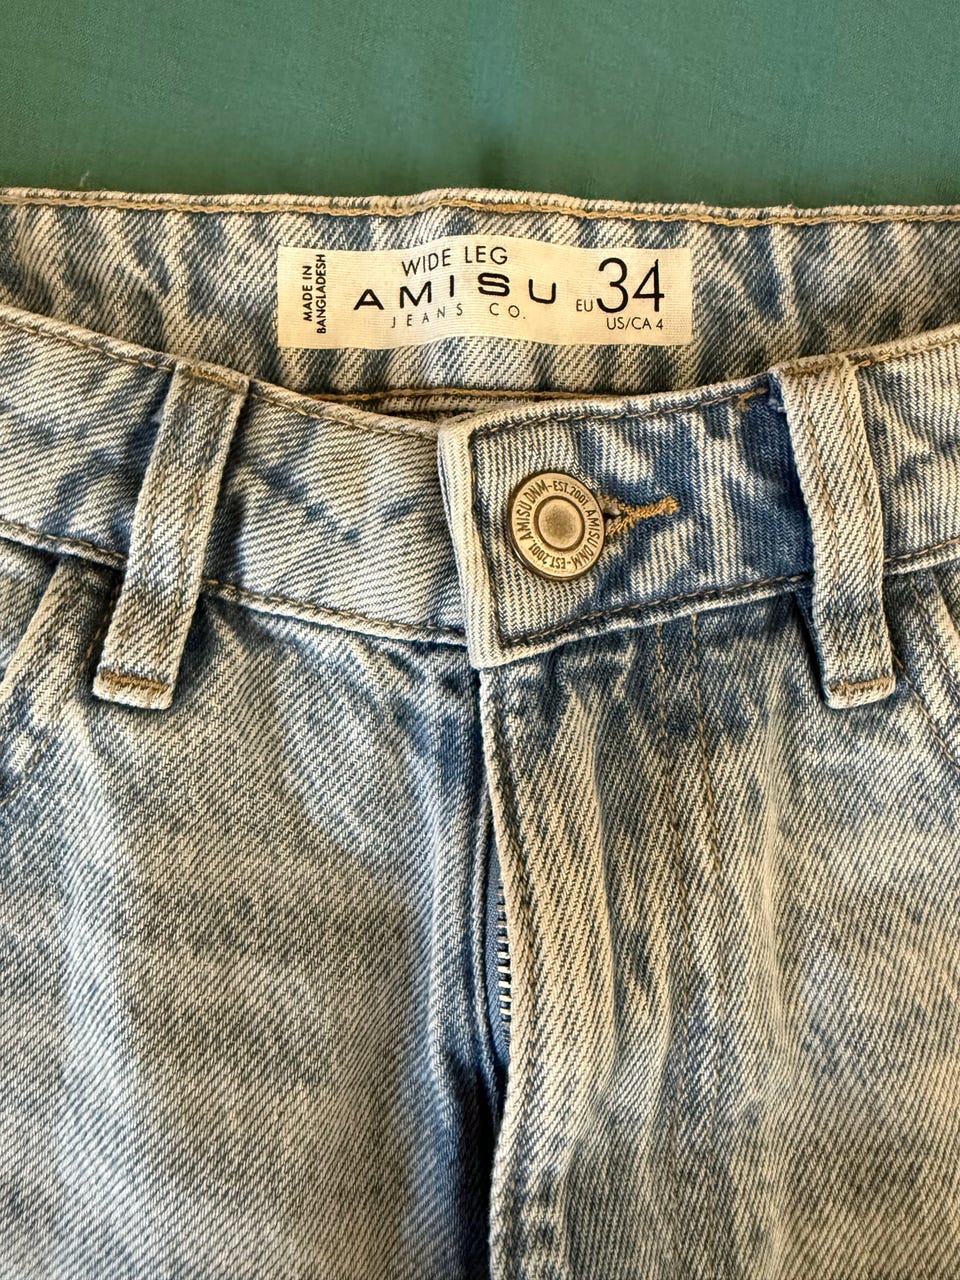 MADE IN
BANGLADESH
WIDE LEG
AMISU
JEANS CO.
EU 34
US/CA 4
AMISU DNM-EST.2001 AMISU DNM-EST.2001